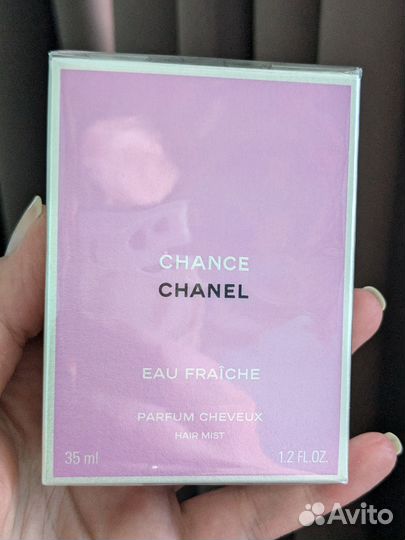 CHANCE
CHANEL
EAU FRAÎCHE
PARFUM CHEVEUX
HAIR MIST
35 ml 1.2 FL.OZ.
Avito